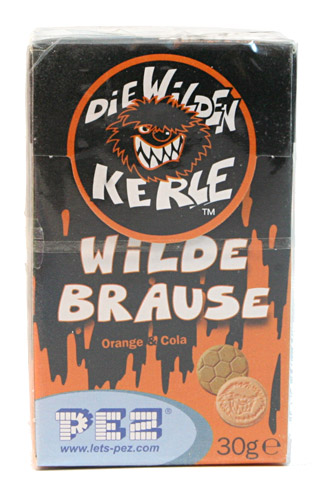 DIE WILDEN
KERLE
TM
WILDE
BRAUSE
Orange & Cola
PEZ®
www.lets-pez.com
30g e